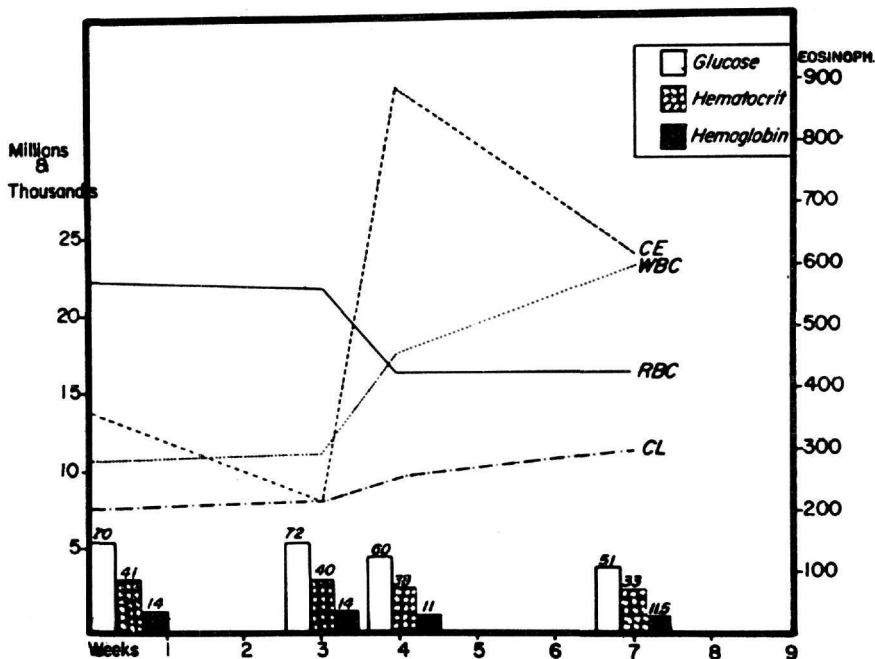 EOSINOPH.
Glucose
Hematocrit
Hemoglobin
900
800
700
600
500
400
300
200
100
Millions
&
Thousands
25
20
15
10
5
CE
WBC
RBC
CL
70
41
14
72
40
14
60
39
11
51
33
11.5
Weeks 1 2 3 4 5 6 7 8 9